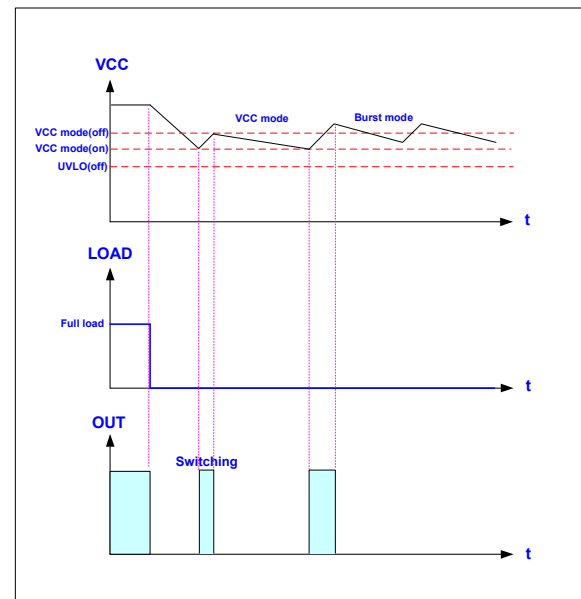 VCC
VCC mode
Burst mode
VCC mode(off)
VCC mode(on)
UVLO(off)
t
LOAD
Full load
t
OUT
Switching
t